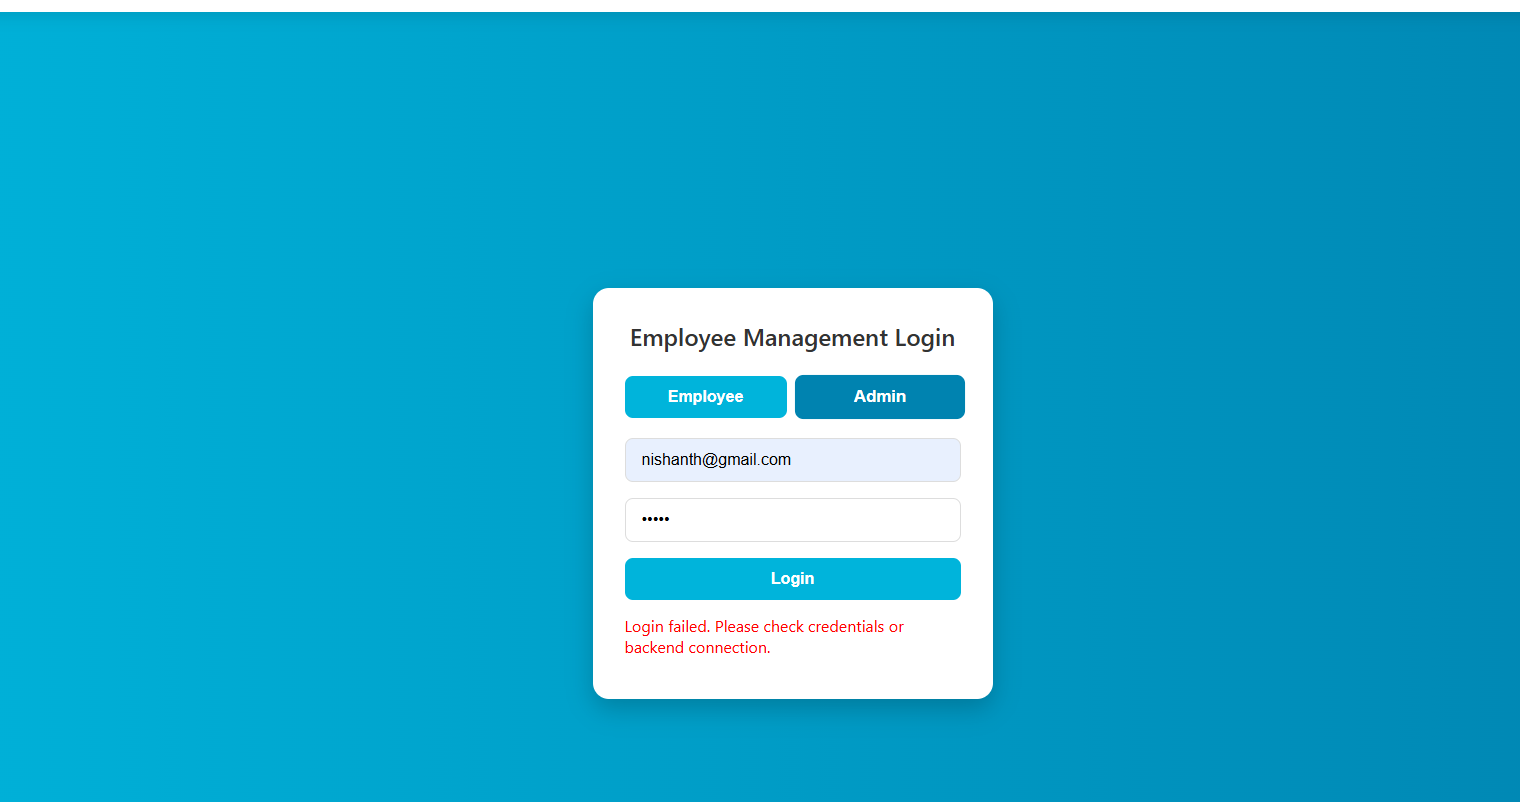 Employee Management Login
Employee Admin
nishanth@gmail.com
•••••
Login
Login failed. Please check credentials or
backend connection.